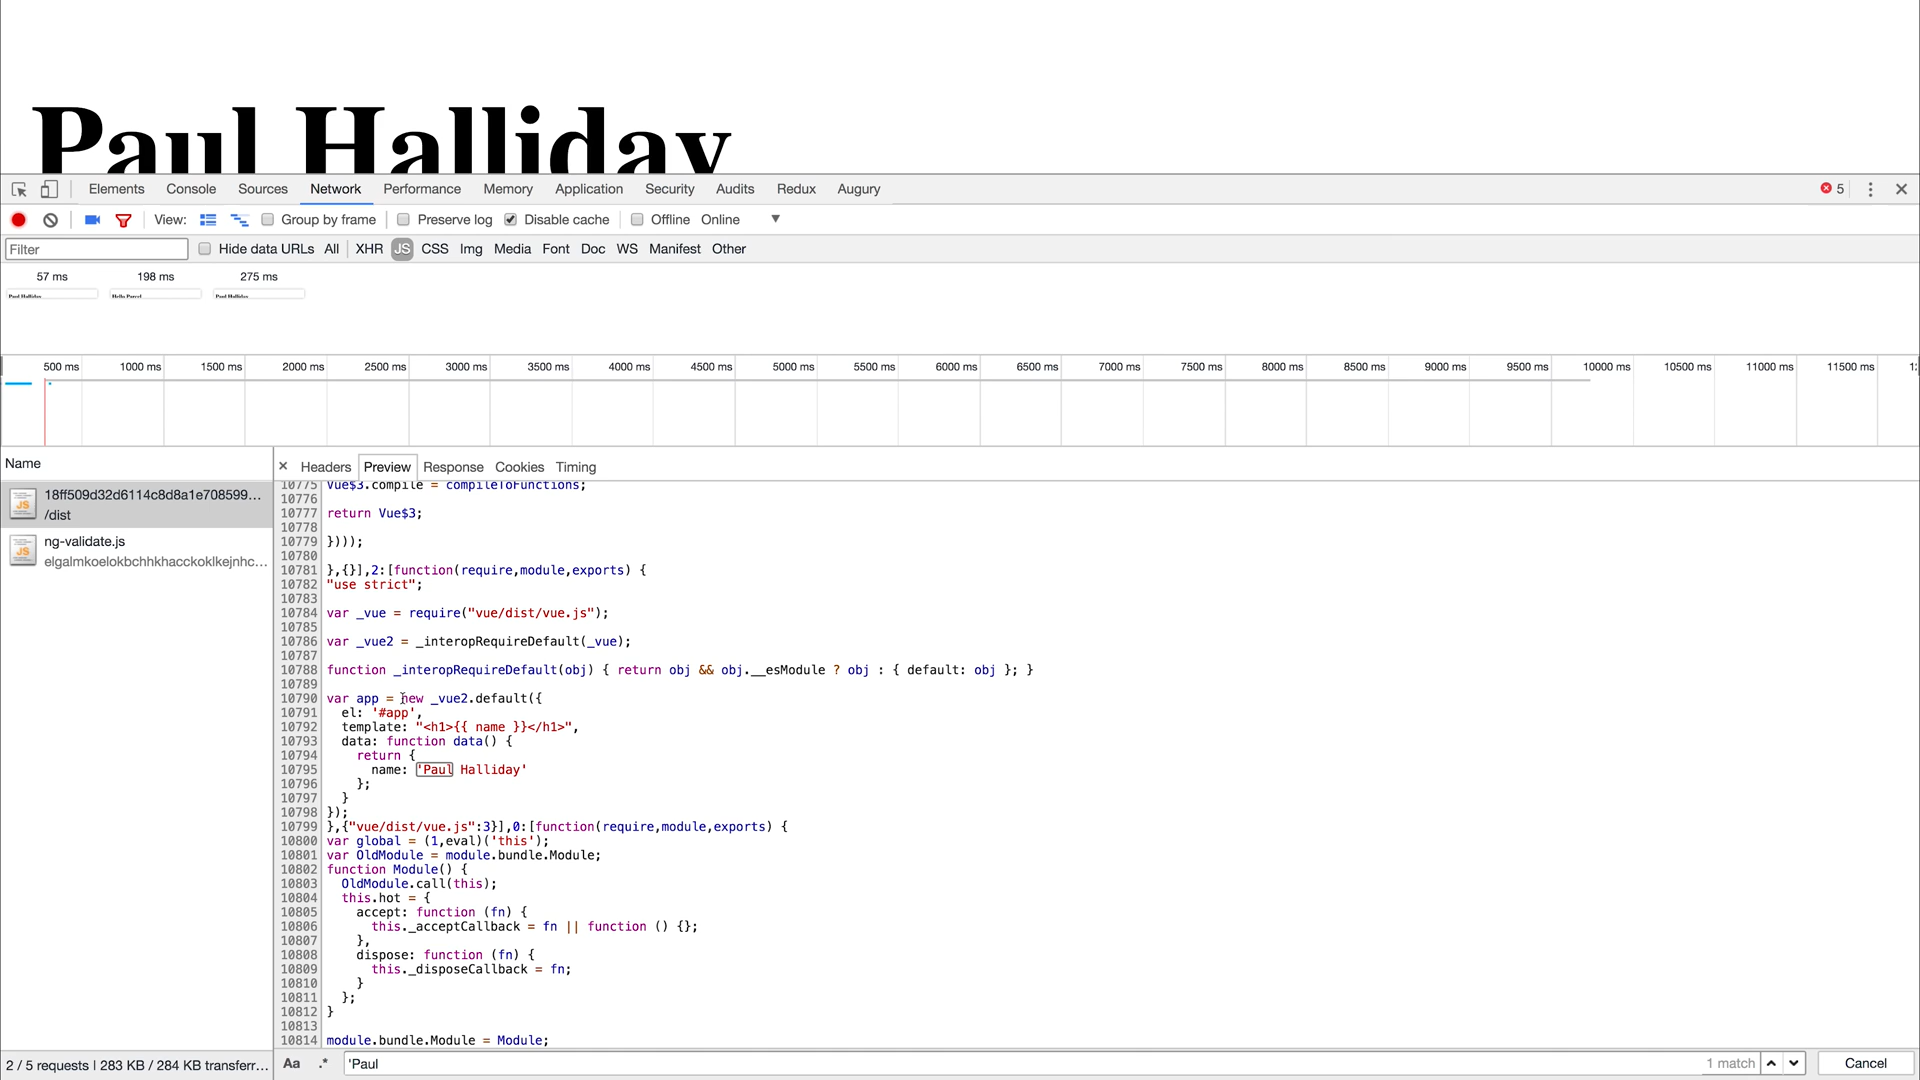 Paul Halliday
Elements Console Sources Network Performance Memory Application Security Audits Redux Augury 5
View: Group by frame Preserve log Disable cache Offline Online
Filter Hide data URLs All XHR JS CSS Img Media Font Doc WS Manifest Other
57 ms 198 ms 275 ms
Paul Halliday Hello Parcel Paul Halliday
500 ms 1000 ms 1500 ms 2000 ms 2500 ms 3000 ms 3500 ms 4000 ms 4500 ms 5000 ms 5500 ms 6000 ms 6500 ms 7000 ms 7500 ms 8000 ms 8500 ms 9000 ms 9500 ms 10000 ms 10500 ms 11000 ms 11500 ms
Name
18ff509d32d6114c8d8a1e708599...
/dist
ng-validate.js
elgalmkoelokbchhkhacckoklkejnhc...
2 / 5 requests | 283 KB / 284 KB transferr...
× Headers Preview Response Cookies Timing
10775 Vue$3.compile = compileToFunctions;
10776
10777 return Vue$3;
10778
10779 })));
10780
10781 },{}],2:[function(require,module,exports) {
10782 "use strict";
10783
10784 var _vue = require("vue/dist/vue.js");
10785
10786 var _vue2 = _interopRequireDefault(_vue);
10787
10788 function _interopRequireDefault(obj) { return obj && obj.__esModule ? obj : { default: obj }; }
10789
10790 var app = new _vue2.default({
10791 el: '#app',
10792 template: "<h1>{{ name }}</h1>",
10793 data: function data() {
10794 return {
10795 name: 'Paul Halliday'
10796 };
10797 }
10798 });
10799 },{"vue/dist/vue.js":3}],0:[function(require,module,exports) {
10800 var global = (1,eval)('this');
10801 var OldModule = module.bundle.Module;
10802 function Module() {
10803 OldModule.call(this);
10804 this.hot = {
10805 accept: function (fn) {
10806 this._acceptCallback = fn || function () {};
10807 },
10808 dispose: function (fn) {
10809 this._disposeCallback = fn;
10810 }
10811 };
10812 }
10813
10814 module.bundle.Module = Module;
Aa .* 'Paul 1 match Cancel